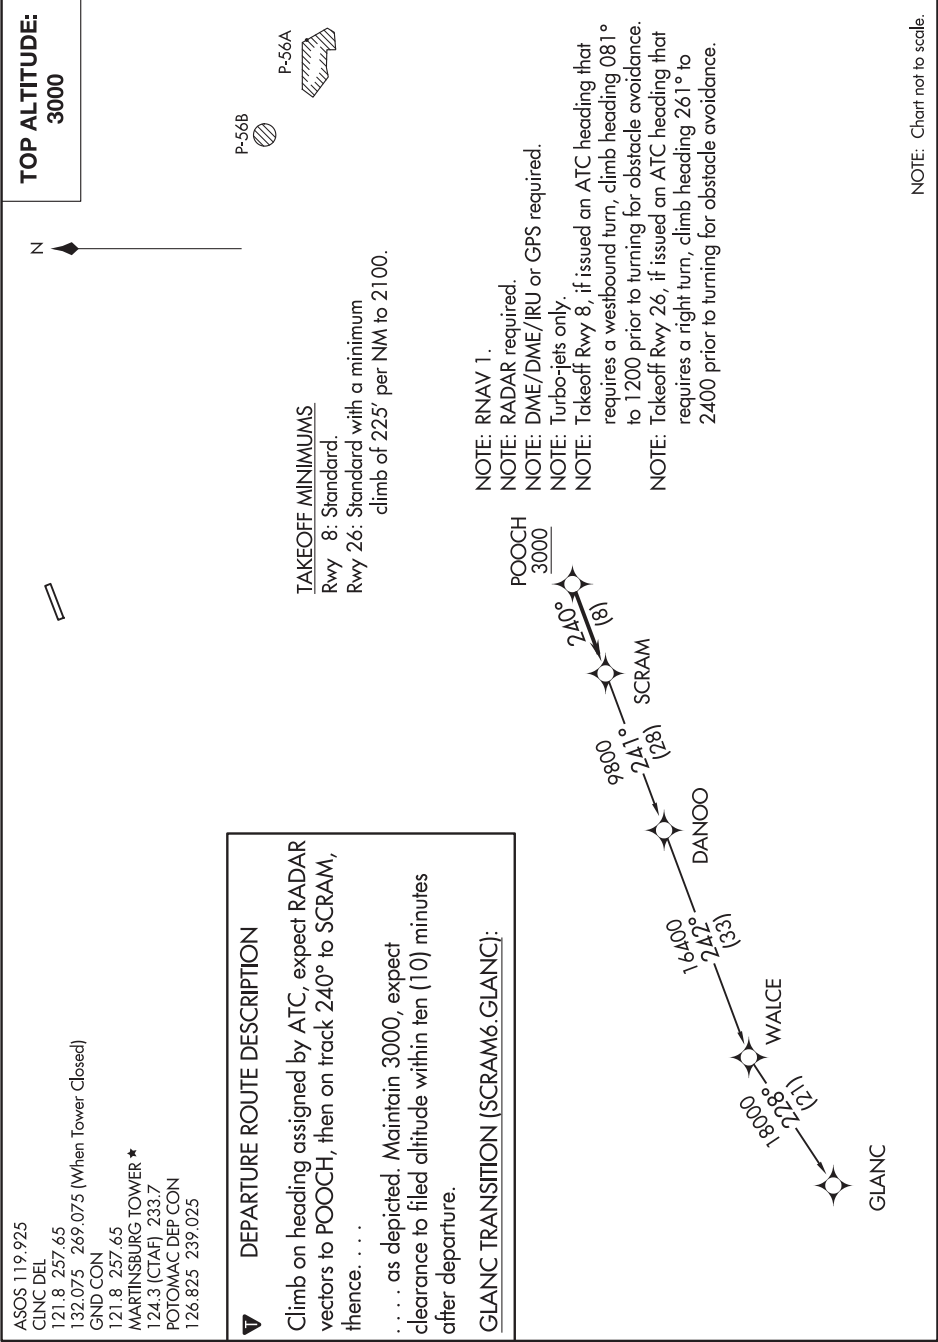 ASOS 119.925
CLNC DEL
121.8 257.65
132.075 269.075 (When Tower Closed)
GND CON
121.8 257.65
MARTINSBURG TOWER ★
124.3 (CTAF) 233.7
POTOMAC DEP CON
126.825 239.025
TOP ALTITUDE:
3000
N
P-56B
P-56A
TAKEOFF MINIMUMS
Rwy 8: Standard.
Rwy 26: Standard with a minimum
climb of 225' per NM to 2100.
T DEPARTURE ROUTE DESCRIPTION
Climb on heading assigned by ATC, expect RADAR
vectors to POOCH, then on track 240° to SCRAM,
thence. . . .
. . . . as depicted. Maintain 3000, expect
clearance to filed altitude within ten (10) minutes
after departure.
GLANC TRANSITION (SCRAM6.GLANC):
NOTE: RNAV 1.
NOTE: RADAR required.
NOTE: DME/DME/IRU or GPS required.
NOTE: Turbo-jets only.
NOTE: Takeoff Rwy 8, if issued an ATC heading that
requires a westbound turn, climb heading 081°
to 1200 prior to turning for obstacle avoidance.
NOTE: Takeoff Rwy 26, if issued an ATC heading that
requires a right turn, climb heading 261° to
2400 prior to turning for obstacle avoidance.
POOCH
3000
240°
(8)
SCRAM
9800
241°
(28)
DANOO
16400
242°
(33)
WALCE
18000
228°
(21)
GLANC
NOTE: Chart not to scale.